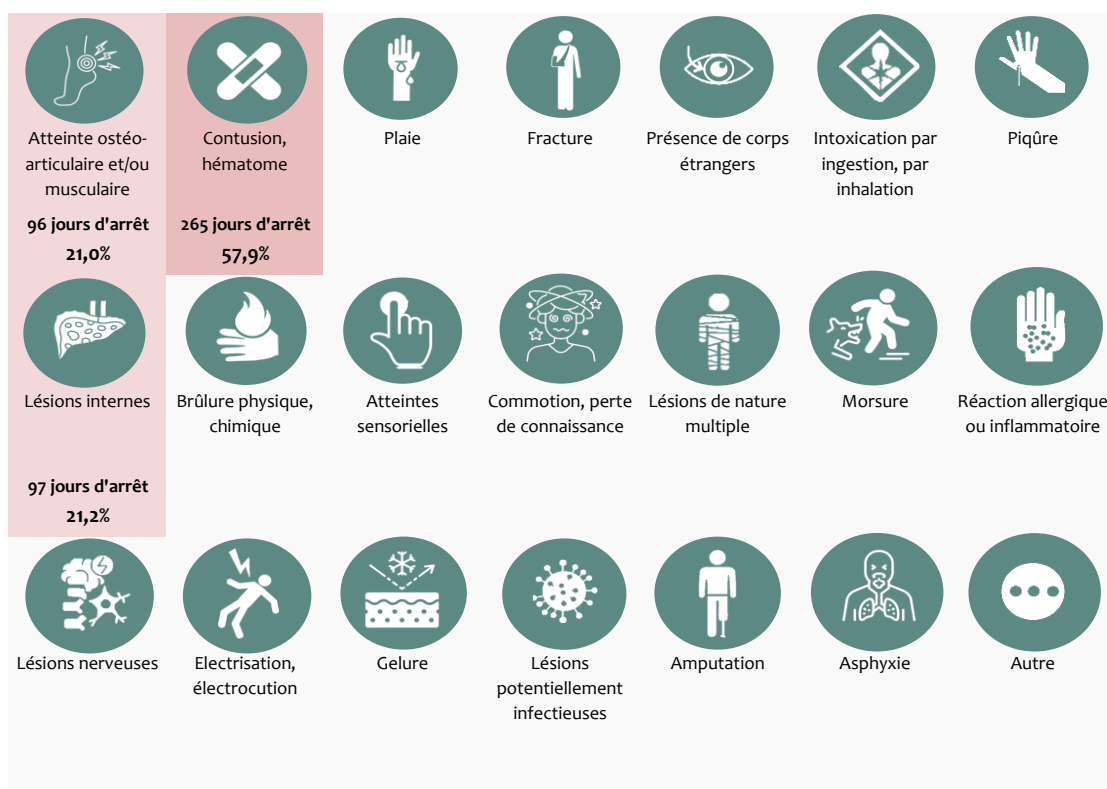 Atteinte ostéo-
articulaire et/ou
musculaire
96 jours d'arrêt
21,0%
Contusion,
hématome
265 jours d'arrêt
57,9%
Plaie
Fracture
Présence de corps
étrangers
Intoxication par
ingestion, par
inhalation
Piqûre
Lésions internes
97 jours d'arrêt
21,2%
Brûlure physique,
chimique
Atteintes
sensorielles
Commotion, perte
de connaissance
Lésions de nature
multiple
Morsure
Réaction allergique
ou inflammatoire
Lésions nerveuses
Electrisation,
électrocution
Gelure
Lésions
potentiellement
infectieuses
Amputation
Asphyxie
Autre